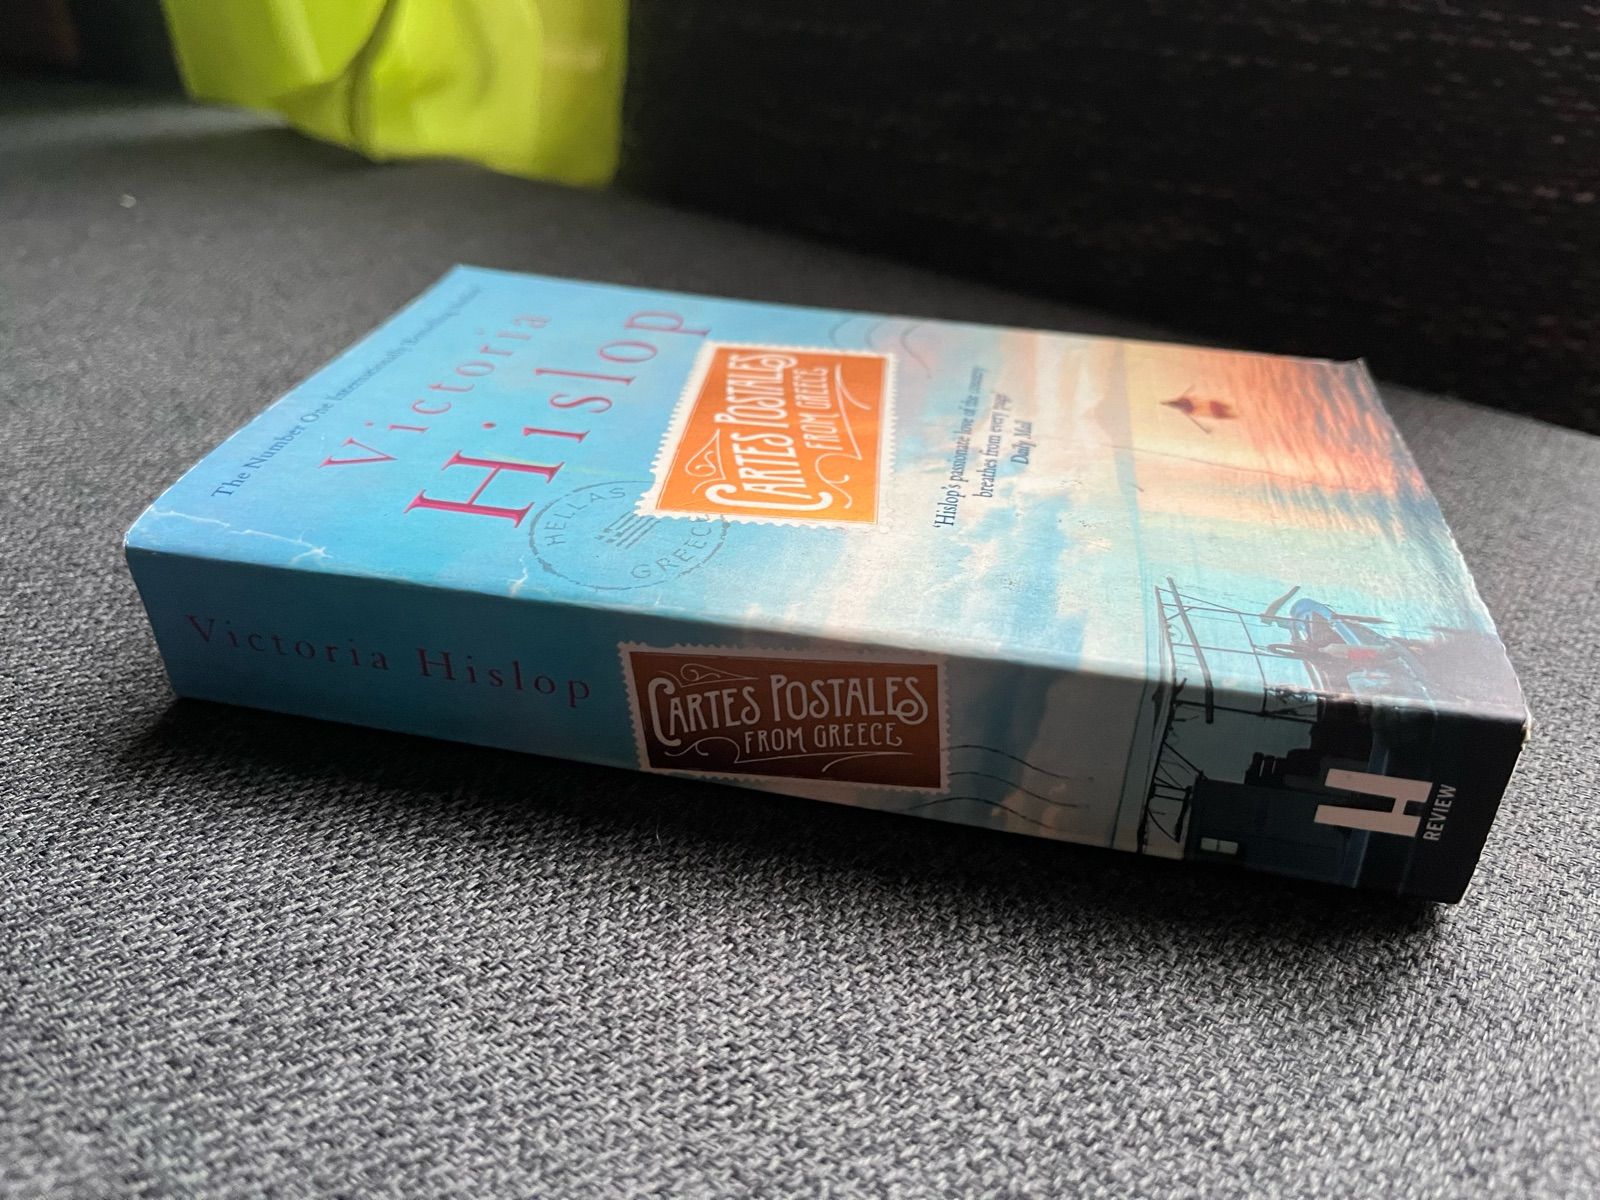 The Number One Internationally Bestselling Author
Victoria
Hislop
CARTES POSTALES
FROM GREECE
HELLAS
GREECE
'Hislop's passionate love of the country
breathes from every page'
Daily Mail
Victoria Hislop
CARTES POSTALES
FROM GREECE
H
REVIEW